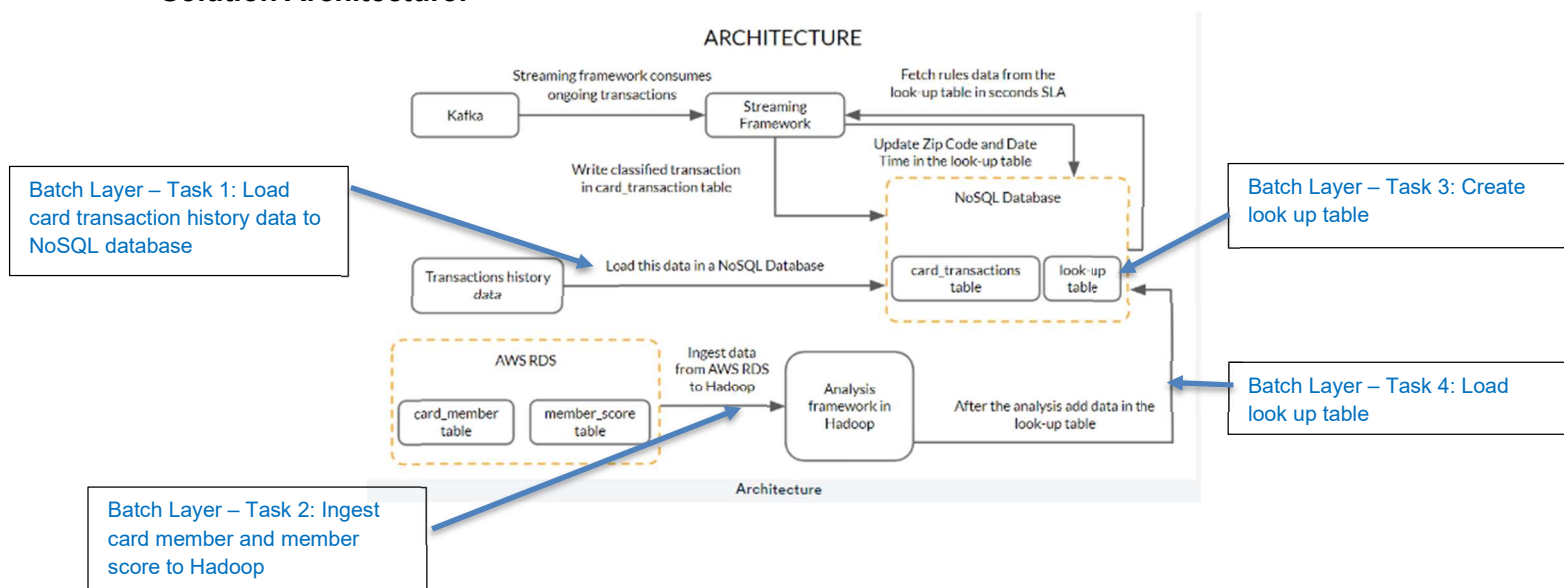 Solution Architecture:
ARCHITECTURE
Streaming framework consumes
ongoing transactions
Fetch rules data from the
look-up table in seconds SLA
Kafka
Streaming
Framework
Update Zip Code and Date
Time in the look-up table
Write classified transaction
in card_transaction table
Batch Layer – Task 1: Load
card transaction history data to
NoSQL database
Batch Layer – Task 3: Create
look up table
NoSQL Database
Load this data in a NoSQL Database
Transactions history
data
card_transactions
table
look-up
table
AWS RDS
Ingest data
from AWS RDS
to Hadoop
card_member
table
member_score
table
Analysis
framework in
Hadoop
After the analysis add data in the
look-up table
Batch Layer – Task 4: Load
look up table
Architecture
Batch Layer – Task 2: Ingest
card member and member
score to Hadoop